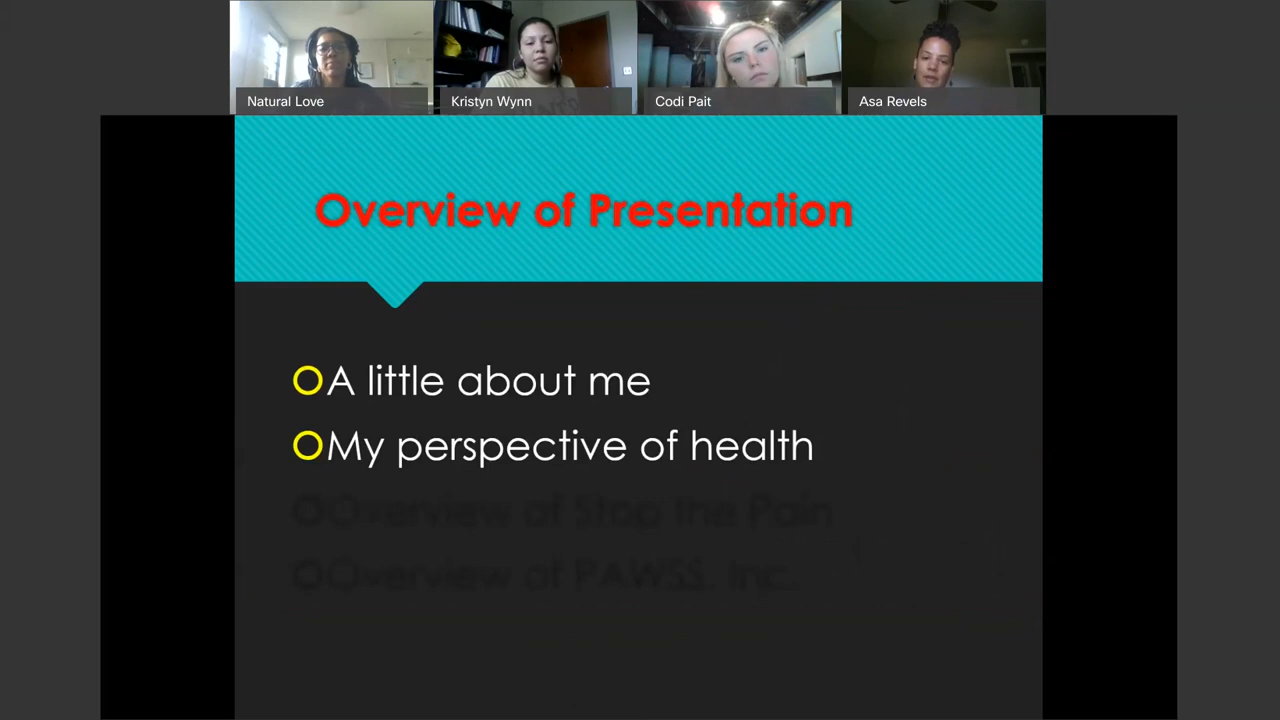 Natural Love
Kristyn Wynn
Codi Pait
Asa Revels
Overview of Presentation
A little about me
My perspective of health
Overview of Stop the Pain
Overview of PAWSS, Inc.